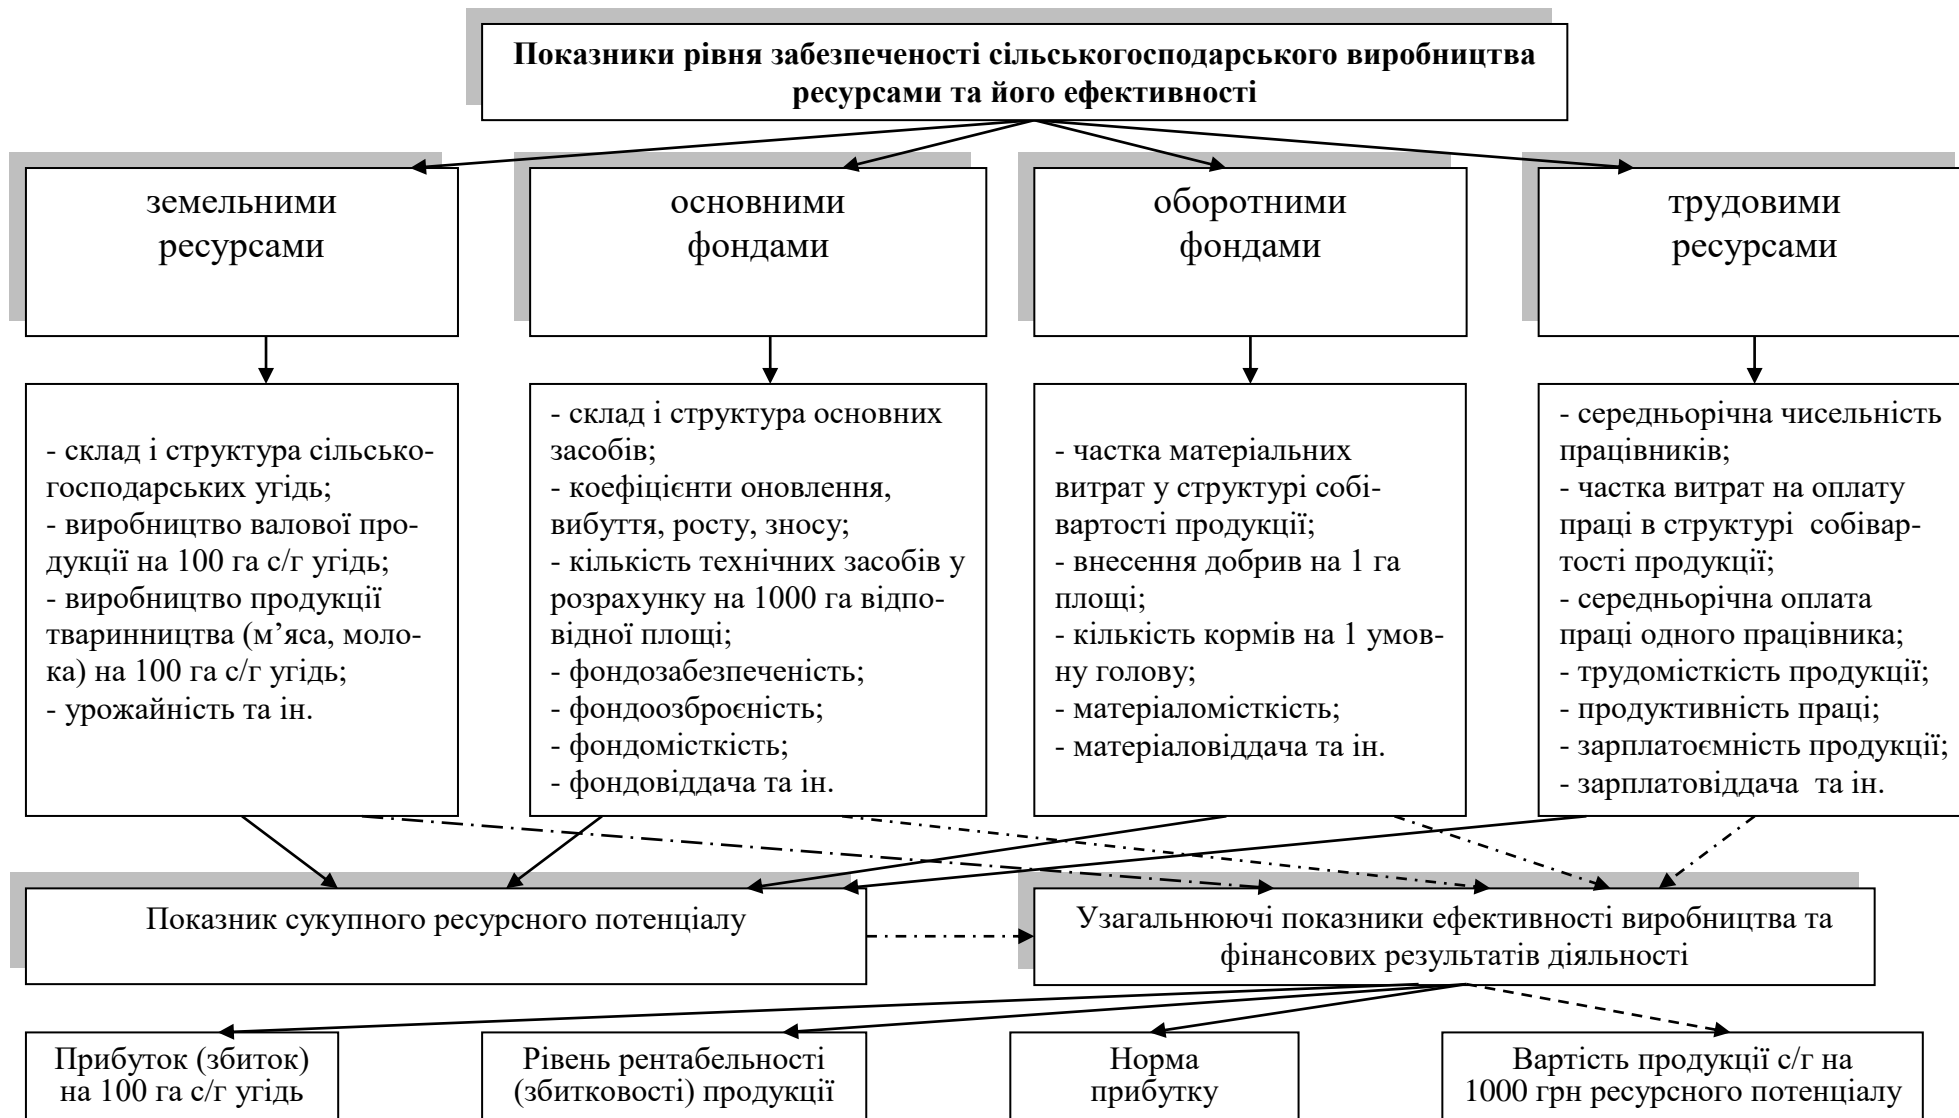 Показники рівня забезпеченості сільськогосподарського виробництва
ресурсами та його ефективності
земельними
ресурсами
основними
фондами
оборотними
фондами
трудовими
ресурсами
- склад і структура сільсько-
господарських угідь;
- виробництво валової про-
дукції на 100 га с/г угідь;
- виробництво продукції
тваринництва (м’яса, моло-
ка) на 100 га с/г угідь;
- урожайність та ін.
- склад і структура основних
засобів;
- коефіцієнти оновлення,
вибуття, росту, зносу;
- кількість технічних засобів у
розрахунку на 1000 га відпо-
відної площі;
- фондозабезпеченість;
- фондоозброєність;
- фондомісткість;
- фондовіддача та ін.
- частка матеріальних
витрат у структурі собі-
вартості продукції;
- внесення добрив на 1 га
площі;
- кількість кормів на 1 умов-
ну голову;
- матеріаломісткість;
- матеріаловіддача та ін.
- середньорічна чисельність
працівників;
- частка витрат на оплату
праці в структурі собівар-
тості продукції;
- середньорічна оплата
праці одного працівника;
- трудомісткість продукції;
- продуктивність праці;
- зарплатоємність продукції;
- зарплатовіддача та ін.
Показник сукупного ресурсного потенціалу
Узагальнюючі показники ефективності виробництва та
фінансових результатів діяльності
Прибуток (збиток)
на 100 га с/г угідь
Рівень рентабельності
(збитковості) продукції
Норма
прибутку
Вартість продукції с/г на
1000 грн ресурсного потенціалу